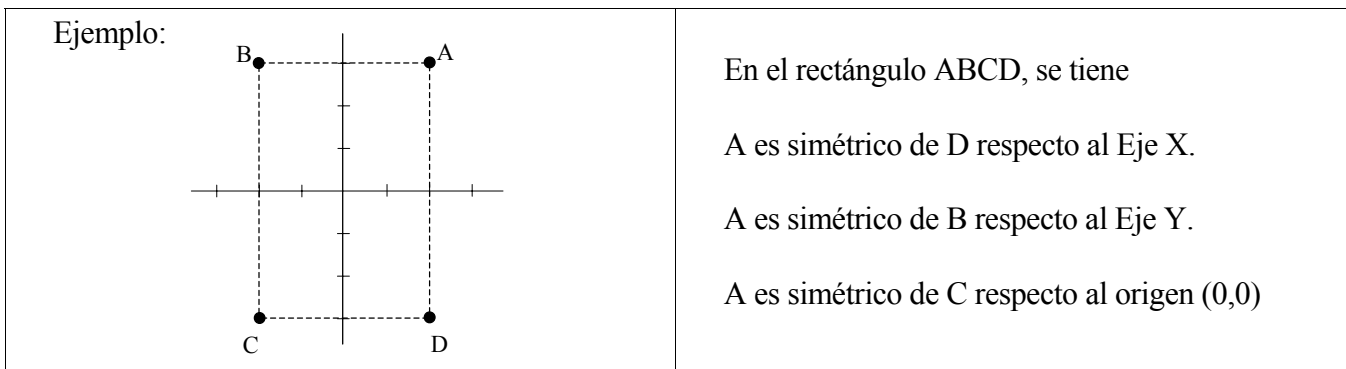 Ejemplo:
B
A
C
D
En el rectángulo ABCD, se tiene
A es simétrico de D respecto al Eje X.
A es simétrico de B respecto al Eje Y.
A es simétrico de C respecto al origen (0,0)